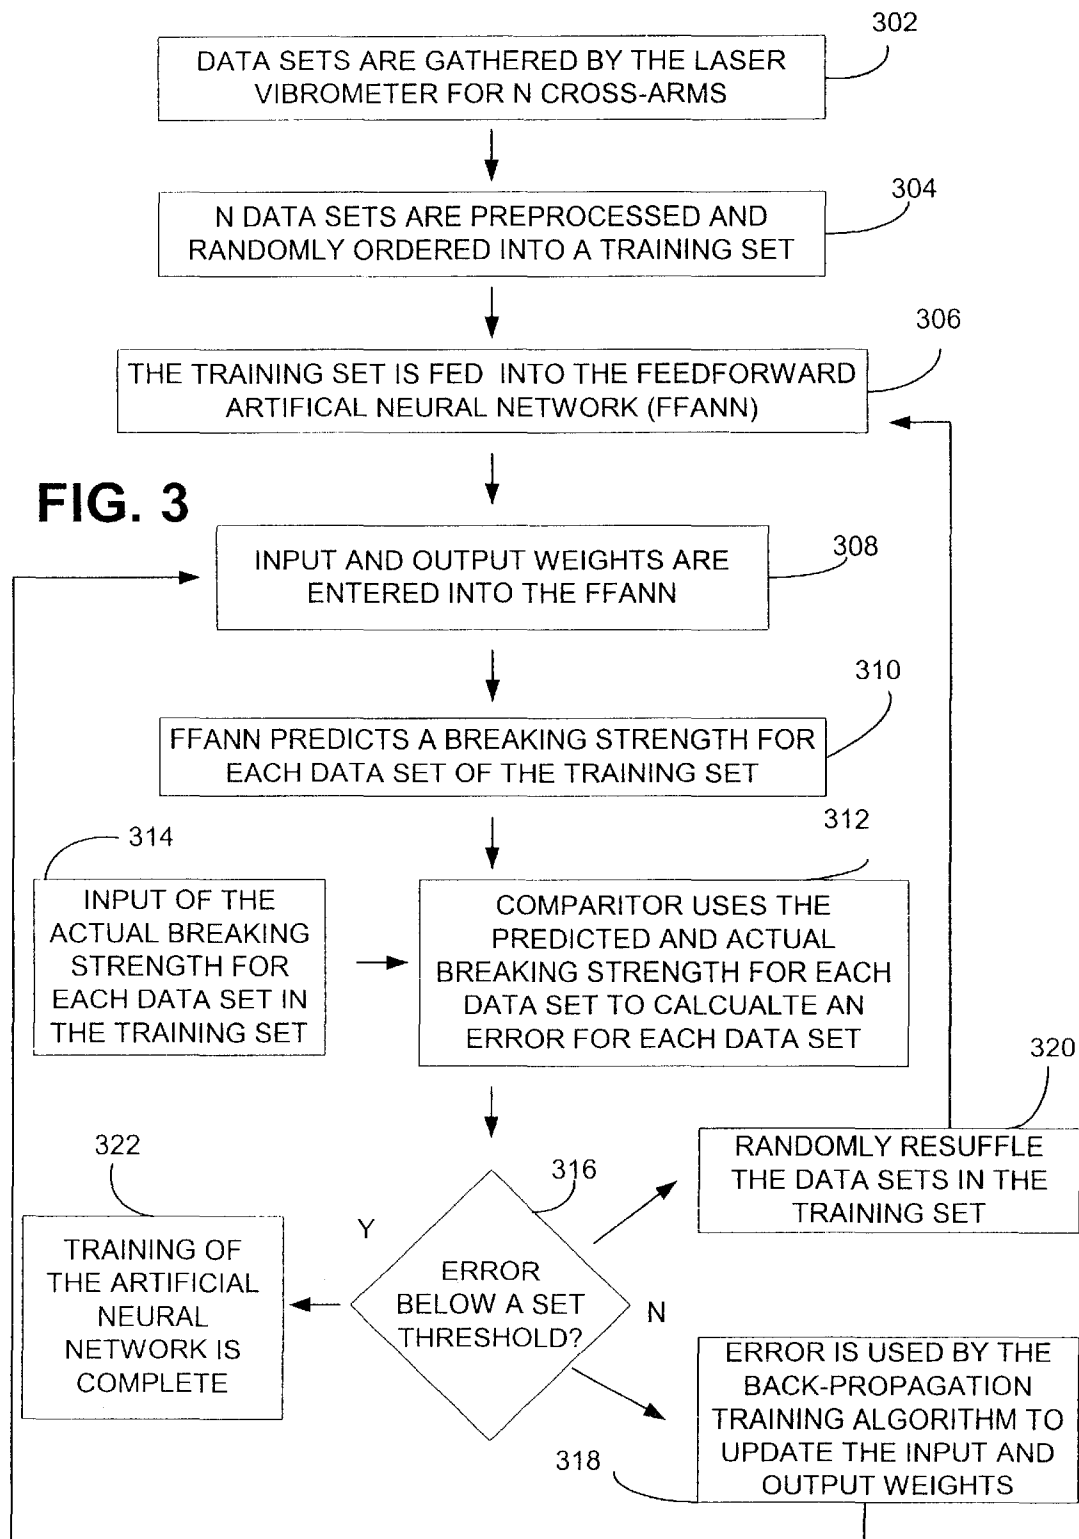 302
DATA SETS ARE GATHERED BY THE LASER
VIBROMETER FOR N CROSS-ARMS
304
N DATA SETS ARE PREPROCESSED AND
RANDOMLY ORDERED INTO A TRAINING SET
306
THE TRAINING SET IS FED INTO THE FEEDFORWARD
ARTIFICAL NEURAL NETWORK (FFANN)
FIG. 3
308
INPUT AND OUTPUT WEIGHTS ARE
ENTERED INTO THE FFANN
310
FFANN PREDICTS A BREAKING STRENGTH FOR
EACH DATA SET OF THE TRAINING SET
312
314
INPUT OF THE
ACTUAL BREAKING
STRENGTH FOR
EACH DATA SET IN
THE TRAINING SET
COMPARITOR USES THE
PREDICTED AND ACTUAL
BREAKING STRENGTH FOR EACH
DATA SET TO CALCUALTE AN
ERROR FOR EACH DATA SET
320
RANDOMLY RESUFFLE
THE DATA SETS IN THE
TRAINING SET
322
316
Y
TRAINING OF
THE ARTIFICIAL
NEURAL
NETWORK IS
COMPLETE
ERROR
BELOW A SET
THRESHOLD?
N
ERROR IS USED BY THE
BACK-PROPAGATION
TRAINING ALGORITHM TO
UPDATE THE INPUT AND
OUTPUT WEIGHTS
318